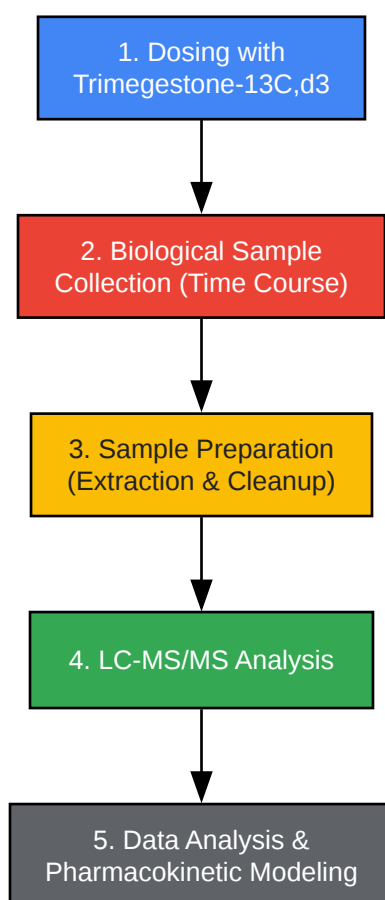 1. Dosing with
Trimegestone-13C,d3
2. Biological Sample
Collection (Time Course)
3. Sample Preparation
(Extraction & Cleanup)
4. LC-MS/MS Analysis
5. Data Analysis &
Pharmacokinetic Modeling